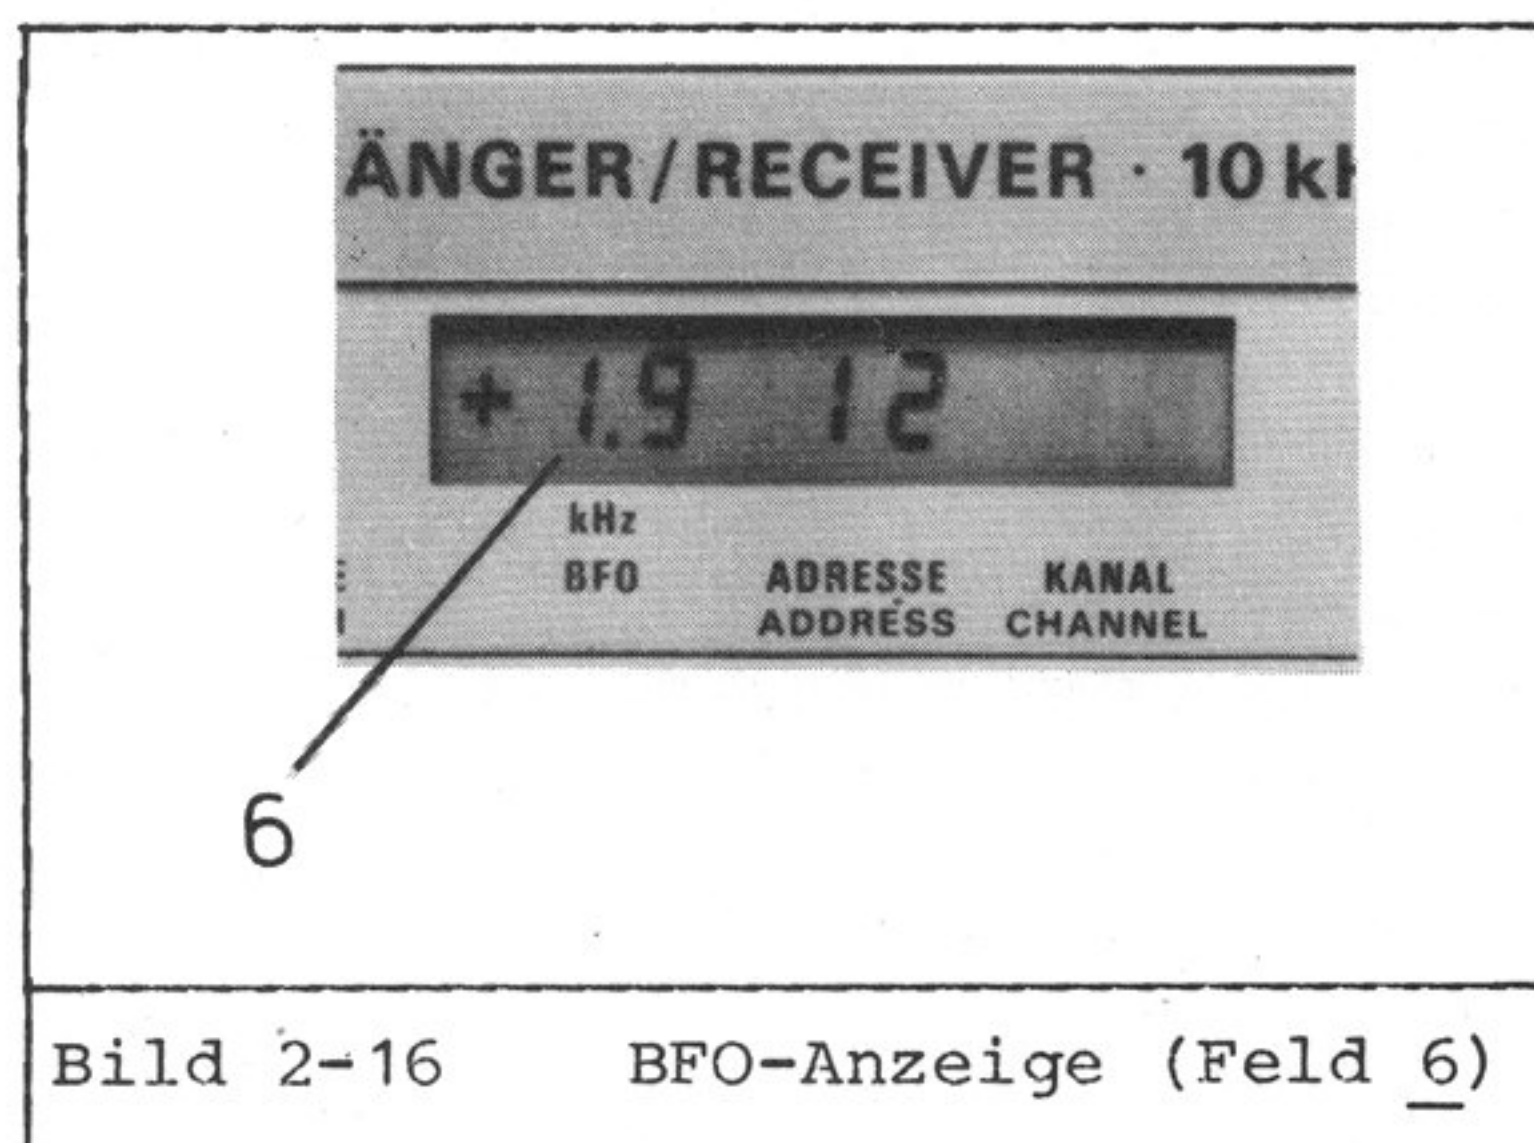 ÄNGER/RECEIVER · 10 kH
+1.9 12
kHz
BFO ADRESSE KANAL
ADDRESS CHANNEL
6
Bild 2-16 BFO-Anzeige (Feld 6)